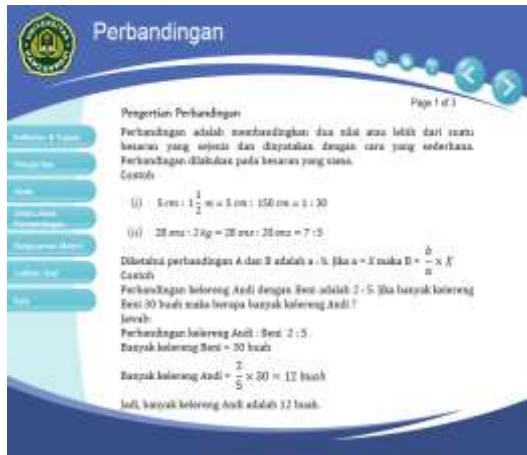 Perbandingan
Page 1 of 3
Pengertian Perbandingan
Perbandingan adalah membandingkan dua nilai atau lebih dari suatu
besaran yang sejenis dan dinyatakan dengan cara yang sederhana.
Perbandingan dilakukan pada besaran yang sama.
Contoh
(i) 5 cm : 1 1/2 m = 5 cm : 150 cm = 1 : 30
(ii) 28 ons : 2 kg = 28 ons : 20 ons = 7 : 5
Diketahui perbandingan A dan B adalah a : b. Jika a = X maka B = b/a × X
Contoh
Perbandingan kelereng Andi dengan Beni adalah 2 : 5. Jika banyak kelereng
Beni 30 buah maka berapa banyak kelereng Andi ?
Jawab:
Perbandingan kelereng Andi : Beni 2 : 5
Banyak kelereng Beni = 30 buah
Banyak kelereng Andi = 2/5 × 30 = 12 buah
Jadi, banyak kelereng Andi adalah 12 buah.
Pengertian
Latihan Soal